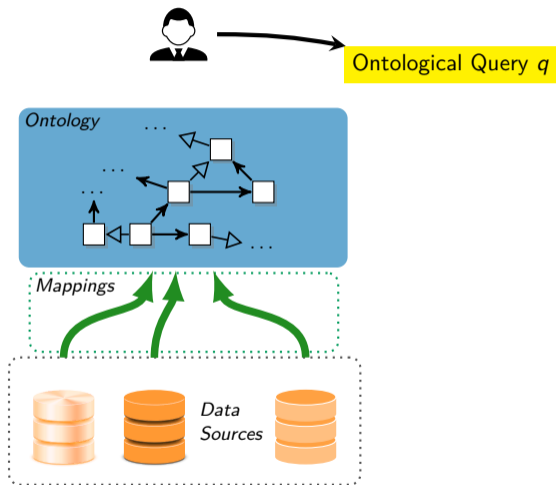 Ontological Query q
Ontology
...
...
...
...
Mappings
Data
Sources